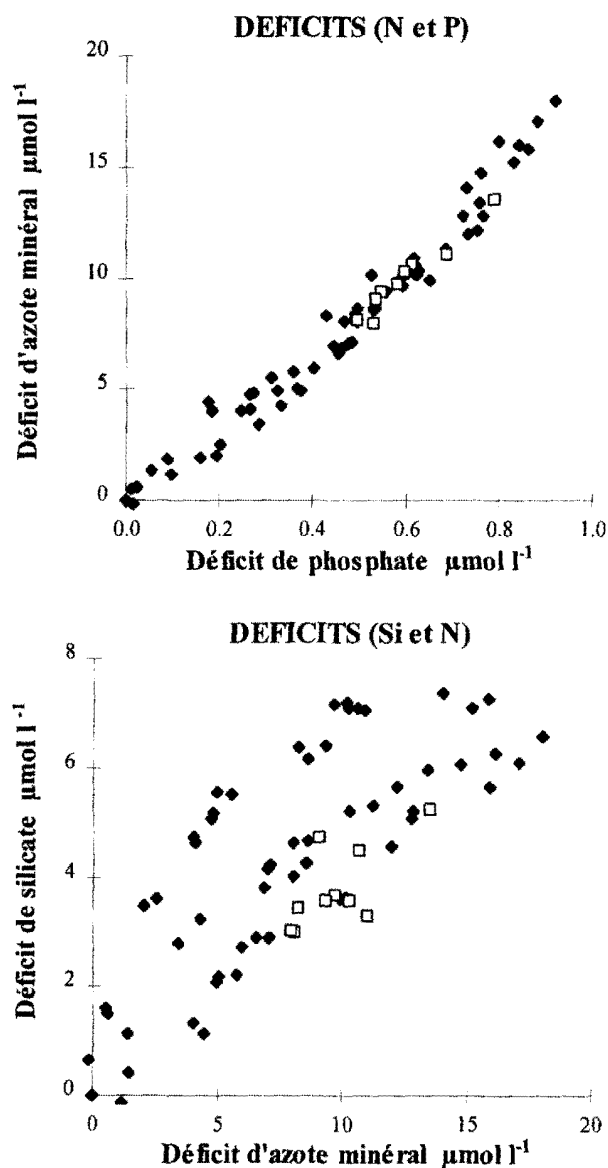 DEFICITS (N et P)
Déficit d'azote minéral µmol l-1
20
15
10
5
0
0.0 0.2 0.4 0.6 0.8 1.0
Déficit de phosphate µmol l-1
DEFICITS (Si et N)
Déficit de silicate µmol l-1
8
6
4
2
0
0 5 10 15 20
Déficit d'azote minéral µmol l-1